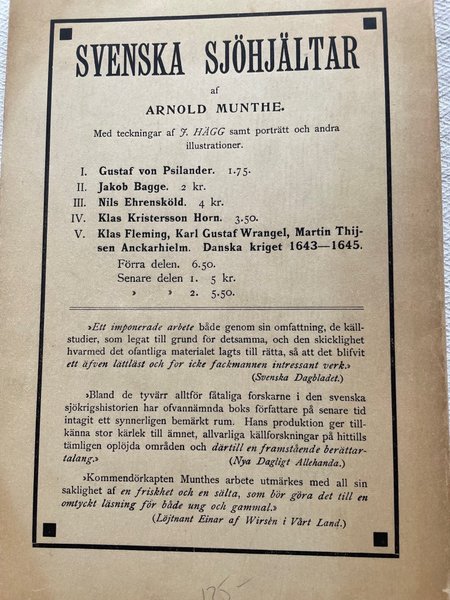 SVENSKA SJÖHJÄLTAR
af
ARNOLD MUNTHE.
Med teckningar af J. HÄGG samt porträtt och andra
illustrationer.
I. Gustaf von Psilander. 1.75.
II. Jakob Bagge. 2 kr.
III. Nils Ehrensköld. 4 kr.
IV. Klas Kristersson Horn. 3.50.
V. Klas Fleming, Karl Gustaf Wrangel, Martin Thij-
sen Anckarhielm. Danska kriget 1643—1645.
Förra delen. 6.50.
Senare delen 1. 5 kr.
» » 2. 5.50.
»Ett imponerade arbete både genom sin omfattning, de käll-
studier, som legat till grund för detsamma, och den skicklighet
hvarmed det ofantliga materialet lagts till rätta, så att det blifvit
ett äfven lättläst och för icke fackmannen intressant verk.»
(Svenska Dagbladet.)
»Bland de tyvärr alltför fåtaliga forskarne i den svenska
sjökrigshistorien har ofvannämnda boks författare på senare tid
intagit ett synnerligen bemärkt rum. Hans produktion ger till-
känna stor kärlek till ämnet, allvarliga källforskningar på hittills
tämligen oplöjda områden och därtill en framstående berättar-
talang.» (Nya Dagligt Allehanda.)
»Kommendörkapten Munthes arbete utmärkes med all sin
saklighet af en friskhet och en sälta, som bör göra det till en
omtyckt läsning för både ung och gammal.»
(Löjtnant Einar af Wirsén i Vårt Land.)
125-